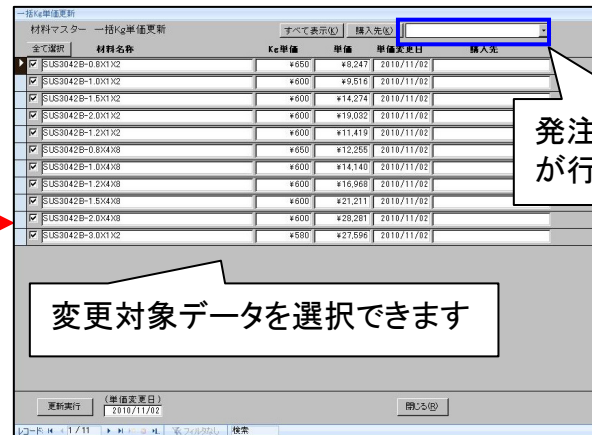 一括Kg単価更新
材料マスター 一括Kg単価更新
すべて表示(K) 購入先(K)
全て選択 材料名称 Kg単価 単価 単価変更日 購入先
SUS3042B-0.8X1X2 ¥650 ¥8,247 2010/11/02
SUS3042B-1.0X1X2 ¥600 ¥9,516 2010/11/02
SUS3042B-1.5X1X2 ¥600 ¥14,274 2010/11/02
SUS3042B-2.0X1X2 ¥600 ¥19,032 2010/11/02
SUS3042B-1.2X1X2 ¥600 ¥11,419 2010/11/02
SUS3042B-0.8X4X8 ¥650 ¥12,255 2010/11/02
SUS3042B-1.0X4X8 ¥600 ¥14,140 2010/11/02
SUS3042B-1.2X4X8 ¥600 ¥16,968 2010/11/02
SUS3042B-1.5X4X8 ¥600 ¥21,211 2010/11/02
SUS3042B-2.0X4X8 ¥600 ¥28,281 2010/11/02
SUS3042B-3.0X1X2 ¥580 ¥27,596 2010/11/02
発注
が行
変更対象データを選択できます
更新実行 (単価変更日) 閉じる(R)
2010/11/02
レコード: 1 / 11 フィルタなし 検索